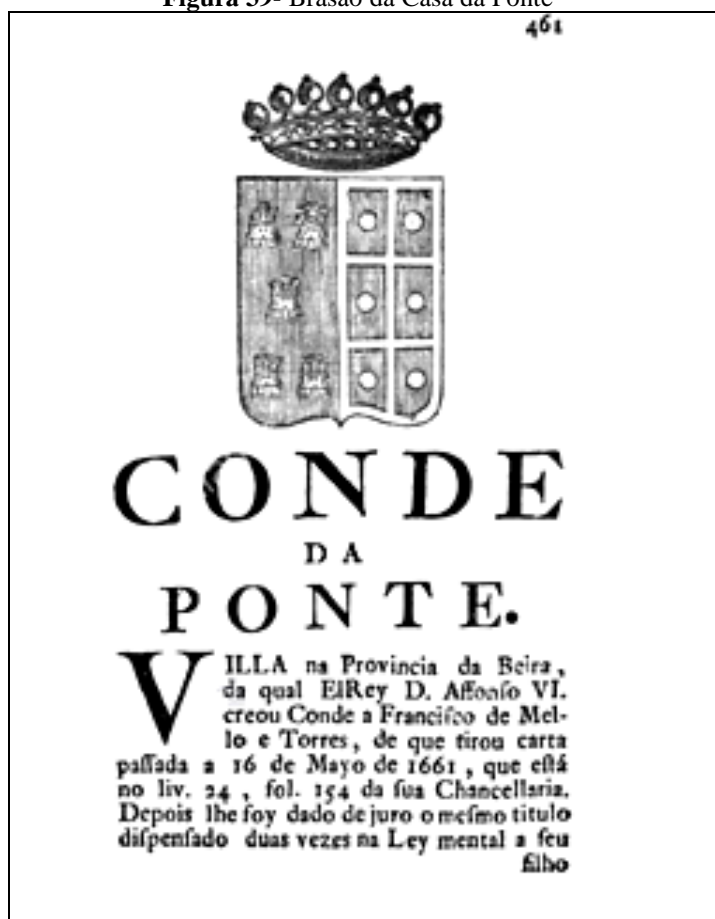 Figura 39- Brasão da Casa da Ponte
461
CONDE
DA
PONTE.
VILLA na Provincia da Beira,
da qual ElRey D. Affonſo VI.
creou Conde a Franciſco de Mel-
lo e Torres, de que tirou carta
paſſada a 16 de Mayo de 1661, que eſtá
no liv. 24, fol. 154 da ſua Chancellaria.
Depois lhe foy dado de juro o meſmo titulo
diſpenſado duas vezes na Ley mental a ſeu
filho